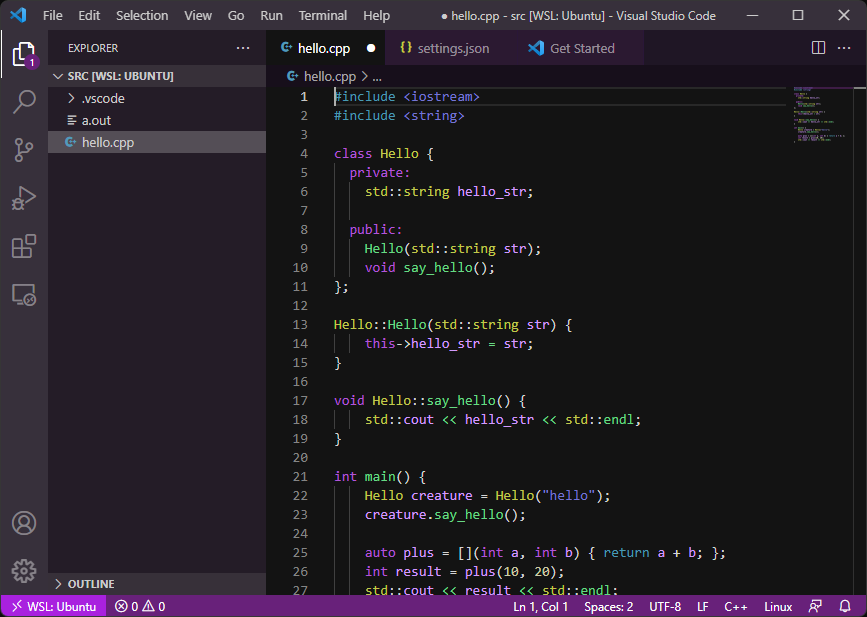 File Edit Selection View Go Run Terminal Help ● hello.cpp - src [WSL: Ubuntu] - Visual Studio Code
EXPLORER
hello.cpp
{} settings.json
Get Started
1
SRC [WSL: UBUNTU]
.vscode
a.out
hello.cpp
OUTLINE
hello.cpp > ...
1 #include <iostream>
2 #include <string>
3
4 class Hello {
5 private:
6 std::string hello_str;
7
8 public:
9 Hello(std::string str);
10 void say_hello();
11 };
12
13 Hello::Hello(std::string str) {
14 this->hello_str = str;
15 }
16
17 void Hello::say_hello() {
18 std::cout << hello_str << std::endl;
19 }
20
21 int main() {
22 Hello creature = Hello("hello");
23 creature.say_hello();
24
25 auto plus = [](int a, int b) { return a + b; };
26 int result = plus(10, 20);
27 std::cout << result << std::endl;
WSL: Ubuntu 0 0 Ln 1, Col 1 Spaces: 2 UTF-8 LF C++ Linux